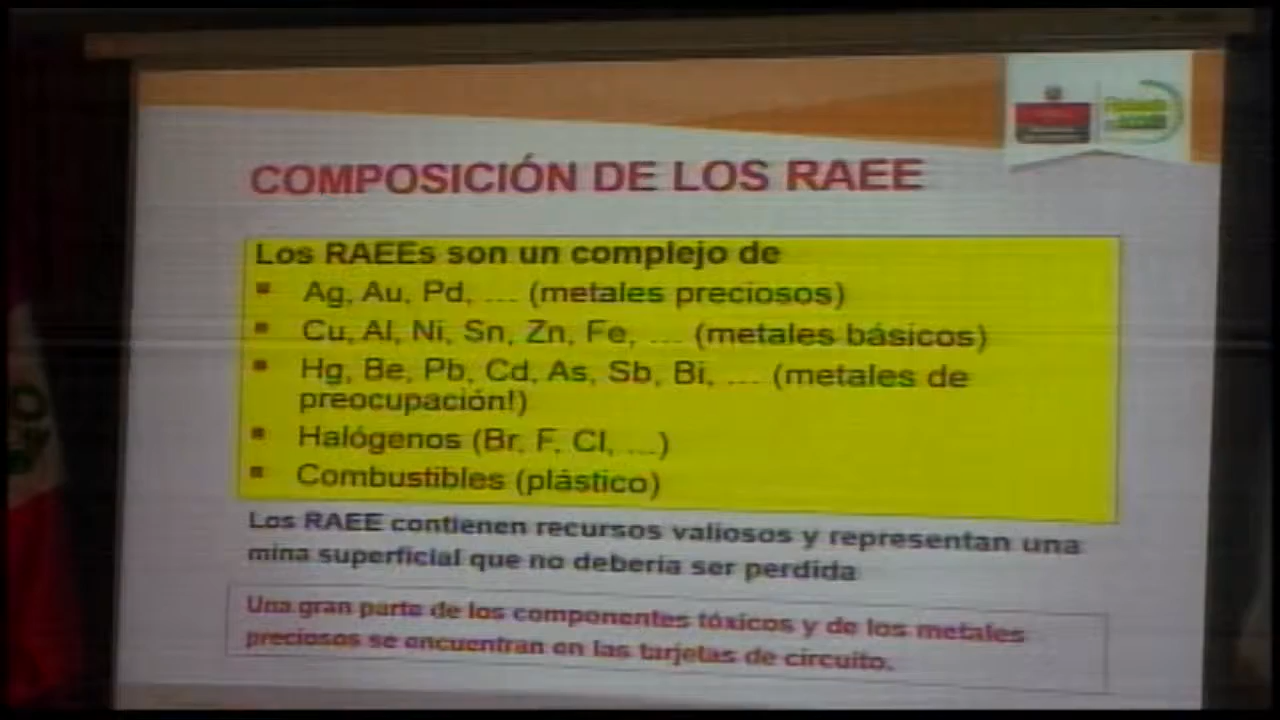 COMPOSICIÓN DE LOS RAEE
Los RAEEs son un complejo de
▪ Ag, Au, Pd, ... (metales preciosos)
▪ Cu, Al, Ni, Sn, Zn, Fe, ... (metales básicos)
▪ Hg, Be, Pb, Cd, As, Sb, Bi, ... (metales de
preocupación!)
▪ Halógenos (Br, F, Cl, ...)
▪ Combustibles (plástico)
Los RAEE contienen recursos valiosos y representan una
mina superficial que no debería ser perdida
Una gran parte de los componentes tóxicos y de los metales
preciosos se encuentran en las tarjetas de circuito.